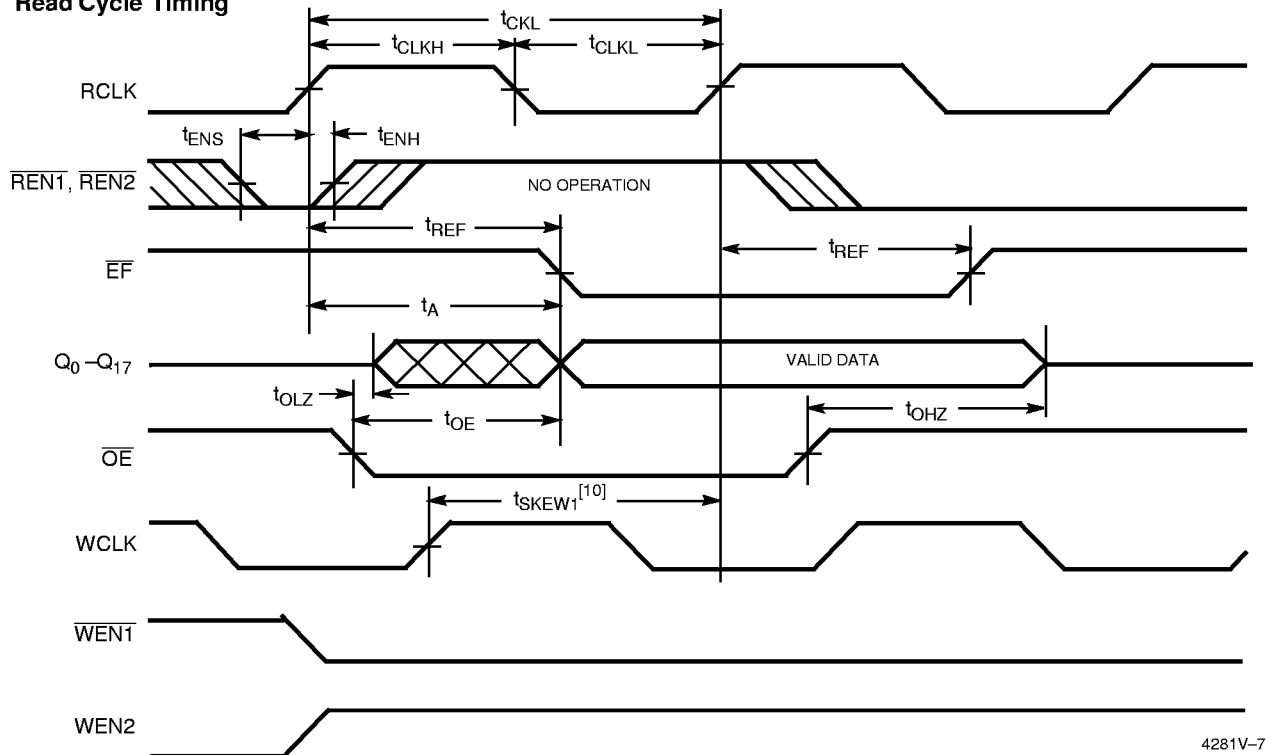 Read Cycle Timing
tCKL
tCLKH
tCLKL
RCLK
tENS
tENH
REN1, REN2
NO OPERATION
tREF
tREF
EF
tA
Q0–Q17
VALID DATA
tOLZ
tOE
tOHZ
OE
tSKEW1[10]
WCLK
WEN1
WEN2
4281V–7